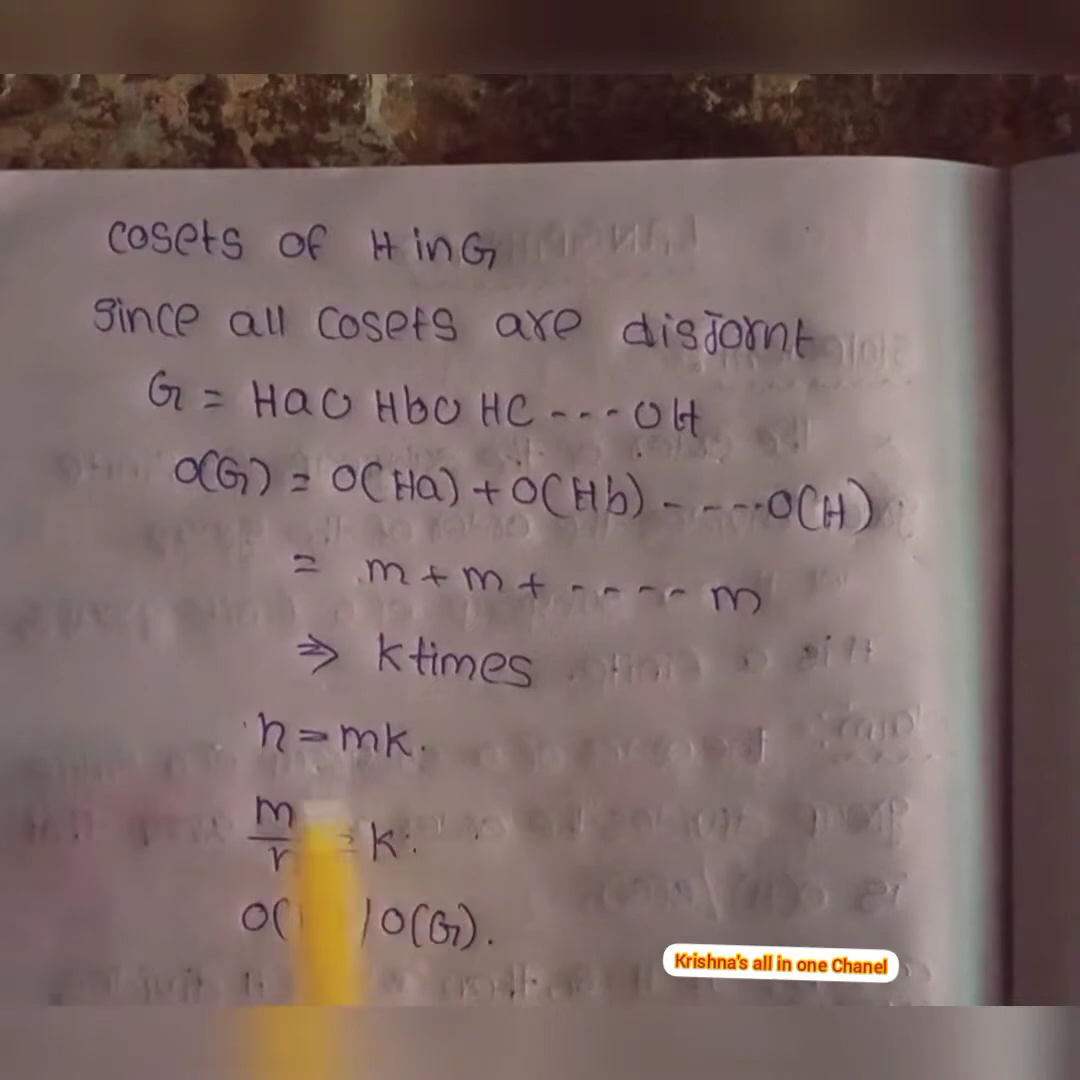 cosets of H in G
Since all cosets are disjoint
G = Ha ∪ Hb ∪ Hc ---- ∪ H
O(G) = O(Ha) + O(Hb) - - --- O(H)
= m + m + - - - - - m
⇒ k times
n = mk.
m = k.
O( / O(G).
Krishna's all in one Chanel